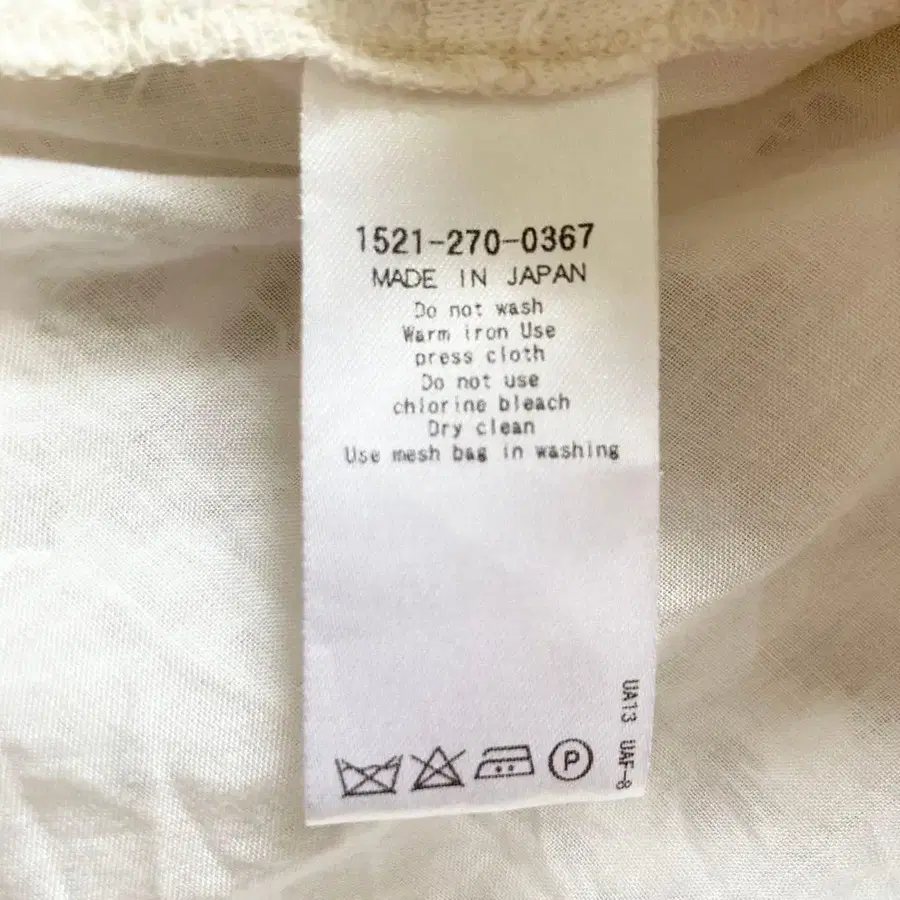 1521-270-0367
MADE IN JAPAN
Do not wash
Warm iron Use
press cloth
Do not use
chlorine bleach
Dry clean
Use mesh bag in washing
UA13 UAF-8
P